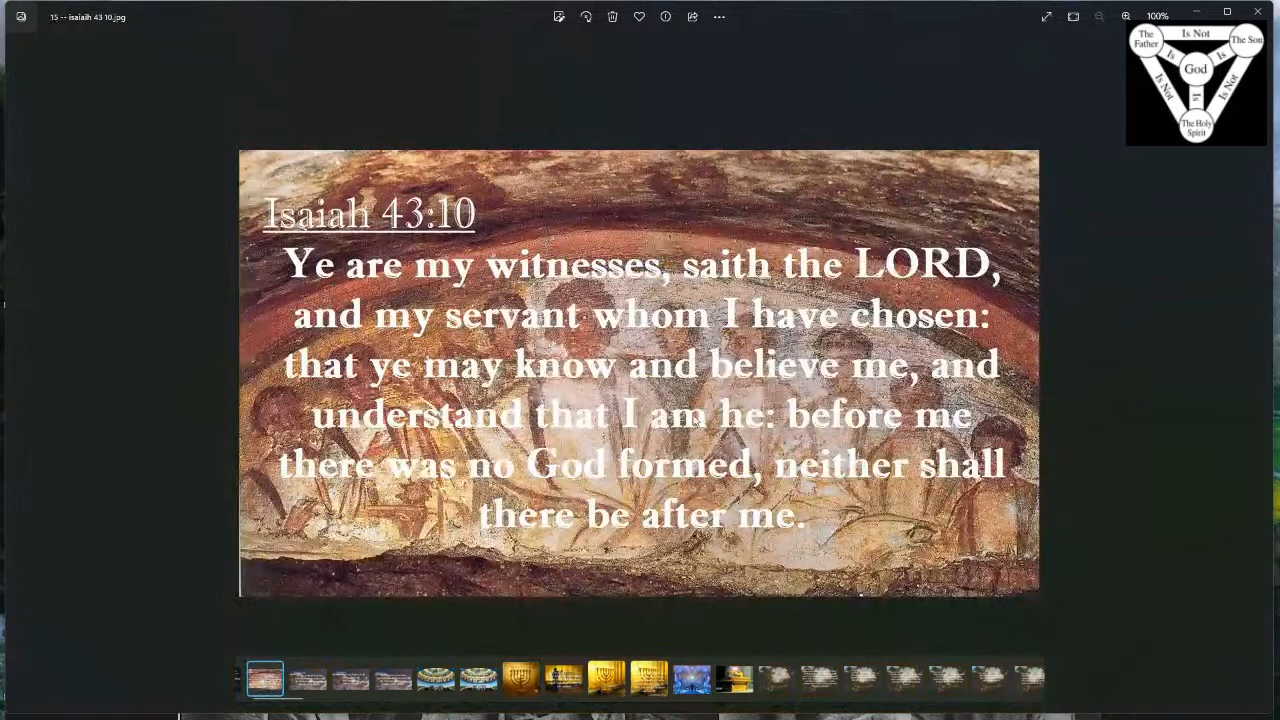 15 -- isaiah 43 10.jpg
100%
The Father
Is Not
The Son
Is
Is
God
Is Not
Is
Is Not
The Holy Spirit
Isaiah 43:10
Ye are my witnesses, saith the LORD,
and my servant whom I have chosen:
that ye may know and believe me, and
understand that I am he: before me
there was no God formed, neither shall
there be after me.